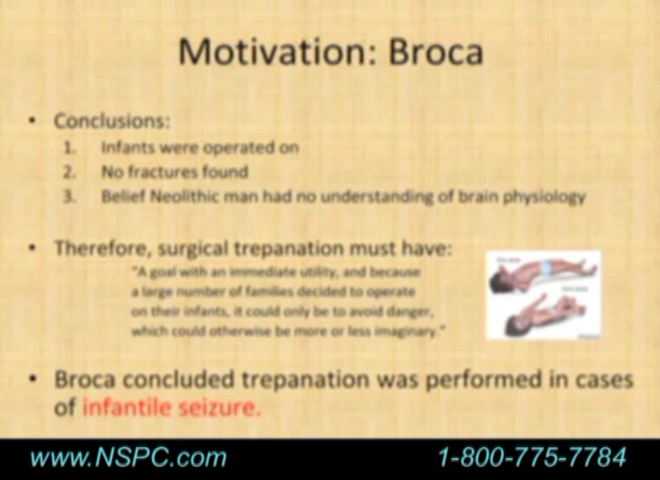 Motivation: Broca
• Conclusions:
1. Infants were operated on
2. No fractures found
3. Belief Neolithic man had no understanding of brain physiology
• Therefore, surgical trepanation must have:
"A goal with an immediate utility, and because
a large number of families decided to operate
on their infants, it could only be to avoid danger,
which could otherwise be more or less imaginary."
• Broca concluded trepanation was performed in cases
of infantile seizure.
www.NSPC.com 1-800-775-7784